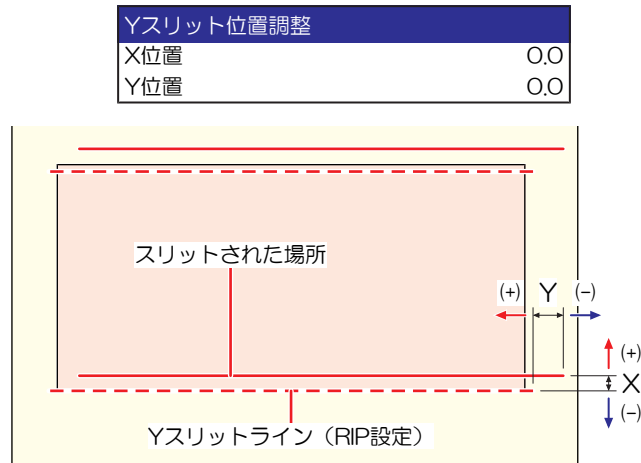 Yスリット位置調整
X位置 0.0
Y位置 0.0
スリットされた場所
(+) Y (−)
(+)
X
(−)
Yスリットライン（RIP設定）